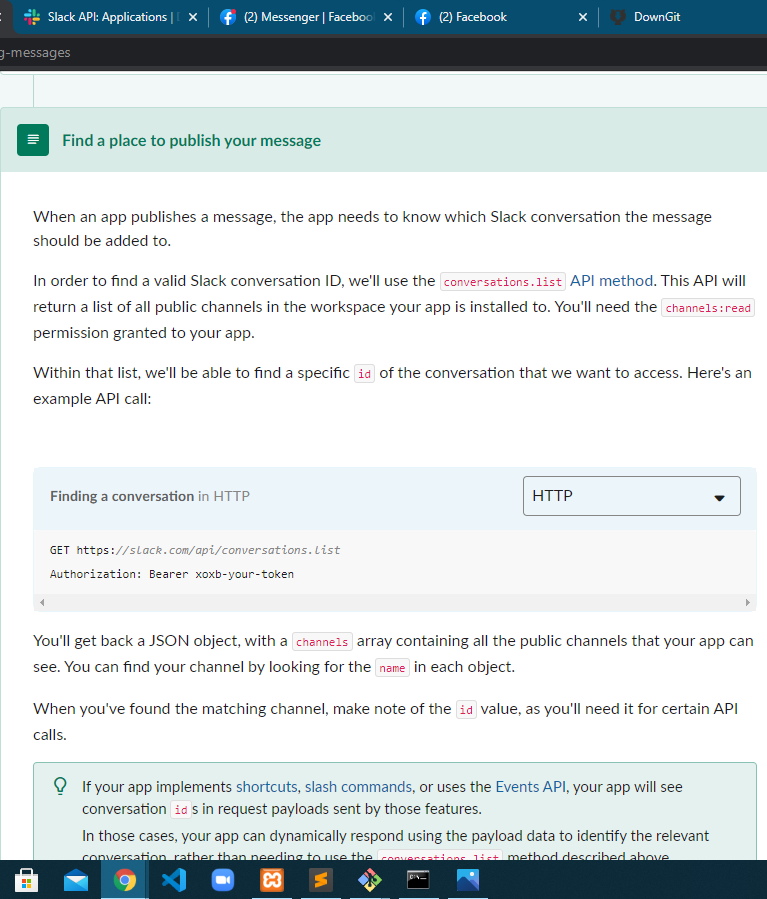 Slack API: Applications |
(2) Messenger | Facebook
(2) Facebook
DownGit
g-messages
Find a place to publish your message
When an app publishes a message, the app needs to know which Slack conversation the message
should be added to.
In order to find a valid Slack conversation ID, we'll use the conversations.list API method. This API will
return a list of all public channels in the workspace your app is installed to. You'll need the channels:read
permission granted to your app.
Within that list, we'll be able to find a specific id of the conversation that we want to access. Here's an
example API call:
Finding a conversation in HTTP
HTTP
GET https://slack.com/api/conversations.list
Authorization: Bearer xoxb-your-token
You'll get back a JSON object, with a channels array containing all the public channels that your app can
see. You can find your channel by looking for the name in each object.
When you've found the matching channel, make note of the id value, as you'll need it for certain API
calls.
If your app implements shortcuts, slash commands, or uses the Events API, your app will see
conversation ids in request payloads sent by those features.
In those cases, your app can dynamically respond using the payload data to identify the relevant
conversation, rather than needing to use the conversations.list method described above.